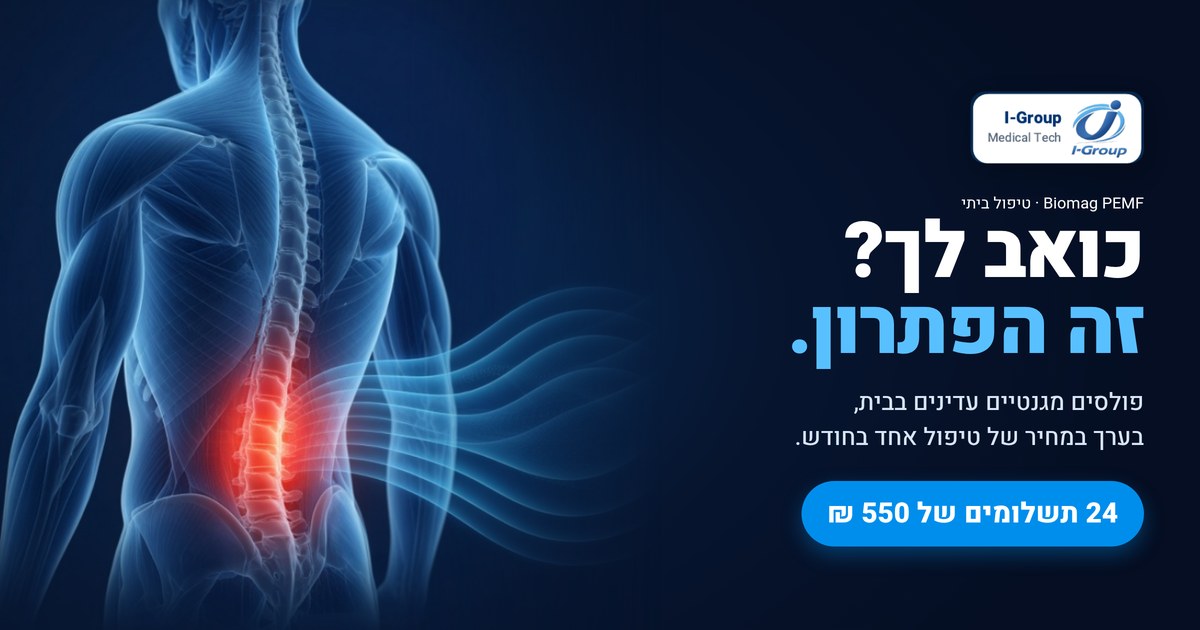 I-Group
Medical Tech
I-Group
Biomag PEMF · טיפול ביתי
כואב לך?
זה הפתרון.
פולסים מגנטיים עדינים בבית,
בערך במחיר של טיפול אחד בחודש.
24 תשלומים של 550 ₪